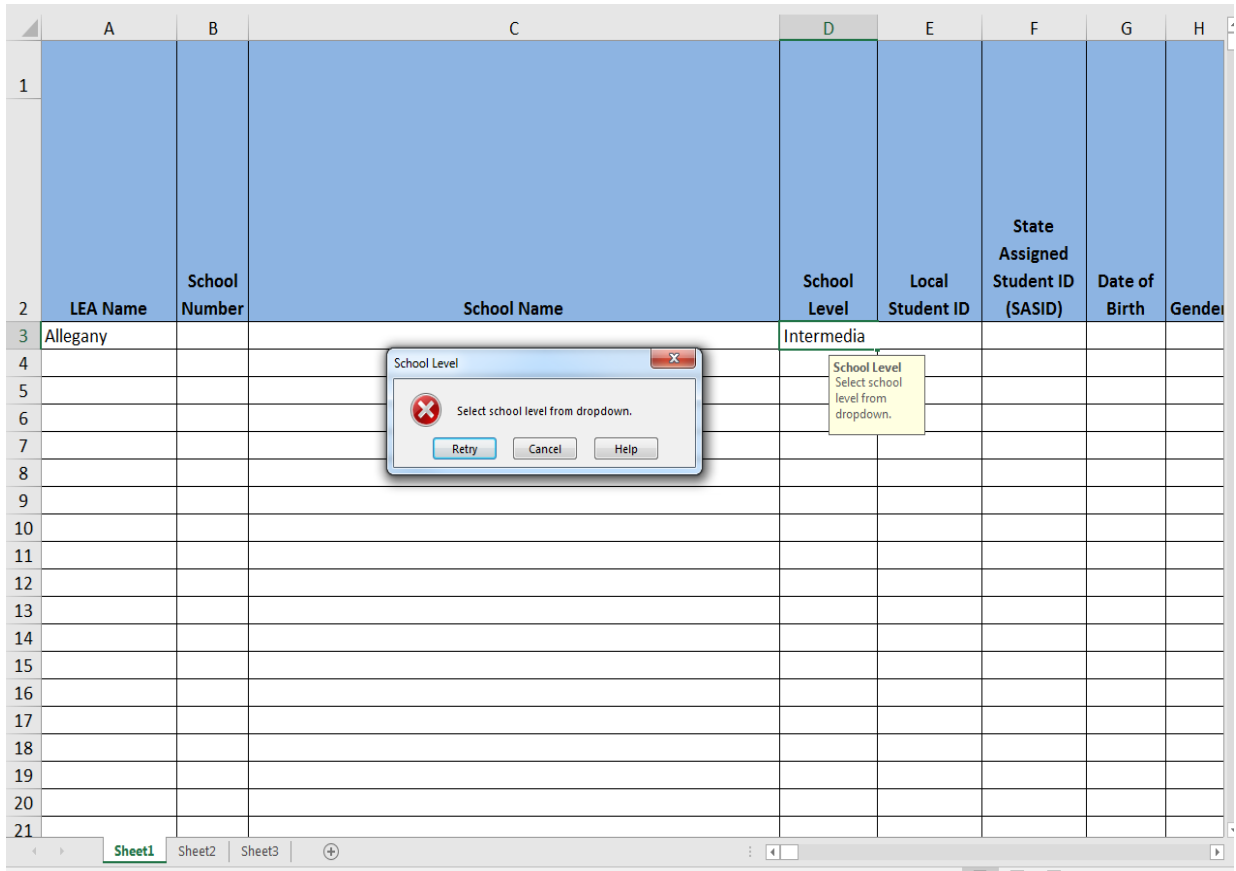 A B C D E F G H
1
State
Assigned
School School Local Student ID Date of
2 LEA Name Number School Name Level Student ID (SASID) Birth Gender
3 Allegany Intermedia
4 School Level School Level
5 Select school
level from
6 Select school level from dropdown. dropdown.
7 Retry Cancel Help
8
9
10
11
12
13
14
15
16
17
18
19
20
21
Sheet1 Sheet2 Sheet3